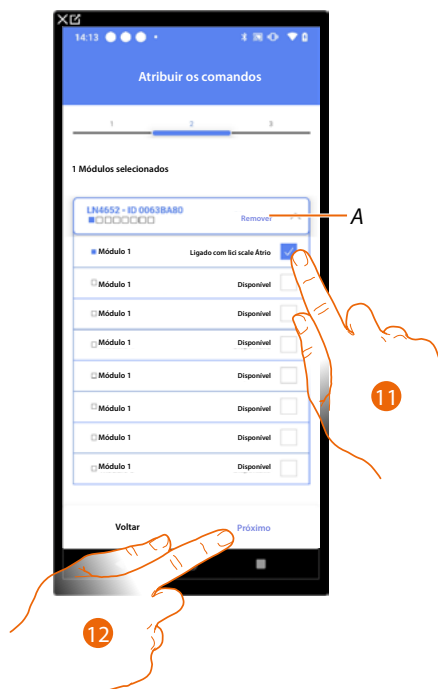 14:13
Atribuir os comandos
1 2 3
1 Módulos selecionados
LN4652 - ID 0063BA80
Remover
A
Módulo 1 Ligado com lici scale Átrio
Módulo 1 Disponível
Módulo 1 Disponível
Módulo 1 Disponível
Módulo 1 Disponível
Módulo 1 Disponível
Módulo 1 Disponível
Módulo 1 Disponível
11
Voltar Próximo
12